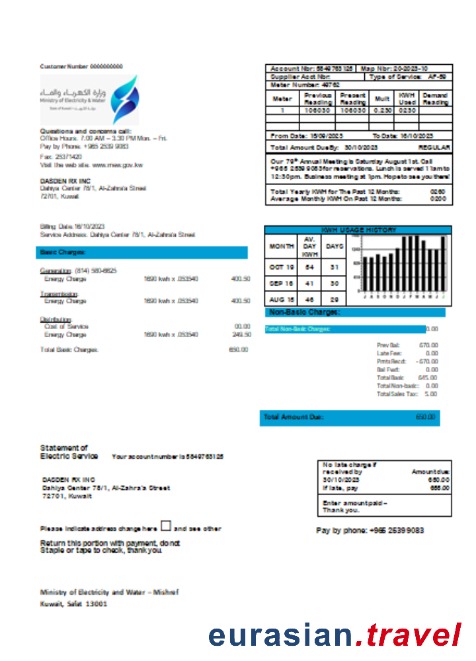 Customer Number 0000000000
وزارة الكهرباء والماء
Ministry of Electricity & Water
Questions and concerns call:
Office Hours. 7.00 AM – 3.30 PM Mon. – Fri.
Pay by Phone: +965 2539 9083
Fax: 25371420
Visit the web site. www.mew.gov.kw
DASDEN RX INC
Dahiya Center 78/1, Al-Zahra'a Street
72701, Kuwait
Account Nbr: 5849763125 Map Nbr: 20-2023-10
Supplier Acct Nbr: Type of Service: AF-59
Meter Number: 49762
Meter Previous Reading Present Reading Mult KWH Used Demand Reading
1 106030 106030 0.230 0230
From Date: 15/09/2023 To Date: 16/10/2023
Total Amount Due By: 30/10/2023 REGULAR
Our 79th Annual Meeting is Saturday August 1st. Call
+965 2539 9083 for reservations. Lunch is served 11am to
12:30pm. Business meeting at 1pm. Hope to see you there!
Total Yearly KWH for The Past 12 Months: 0260
Average Monthly KWH On Past 12 Months: 0200
Billing Date: 16/10/2023
Service Address: Dahiya Center 78/1, Al-Zahra'a Street
Basic Charges:
Generation: (814) 580-6625
Energy Charge 1690 kwh x .053540 400.50
Transmission:
Energy Charge 1690 kwh x .053540 400.50
Distribution:
Cost of Service 00.00
Energy Charge 1690 kwh x .053540 249.50
Total Basic Charges. 650.00
KWH USAGE HISTORY
MONTH AV. DAY KWH DAYS
OCT 19 54 31
SEP 16 41 30
AUG 16 46 29
Non-Basic Charges:
Total Non-Basic Charges: 0.00
Prev Bal: 670.00
Late Fee: 0.00
Pmts Recd: -670.00
Bal Fwd: 0.00
Total Basic: 645.00
Total Non-basic: 0.00
Total Sales Tax: 5.00
Total Amount Due: 650.00
Statement of
Electric Service Your account number is 5849763125
DASDEN RX INC
Dahiya Center 78/1, Al-Zahra'a Street
72701, Kuwait
No late charge if
received by Amount due:
30/10/2023 650.00
If late, pay 655.00
Enter amount paid –
Thank you.
Please indicate address change here and see other
Return this portion with payment, do not
Staple or tape to check, thank you.
Pay by phone: +965 2539 9083
Ministry of Electricity and Water – Mishref
Kuwait, Safat 13001
eurasian.travel